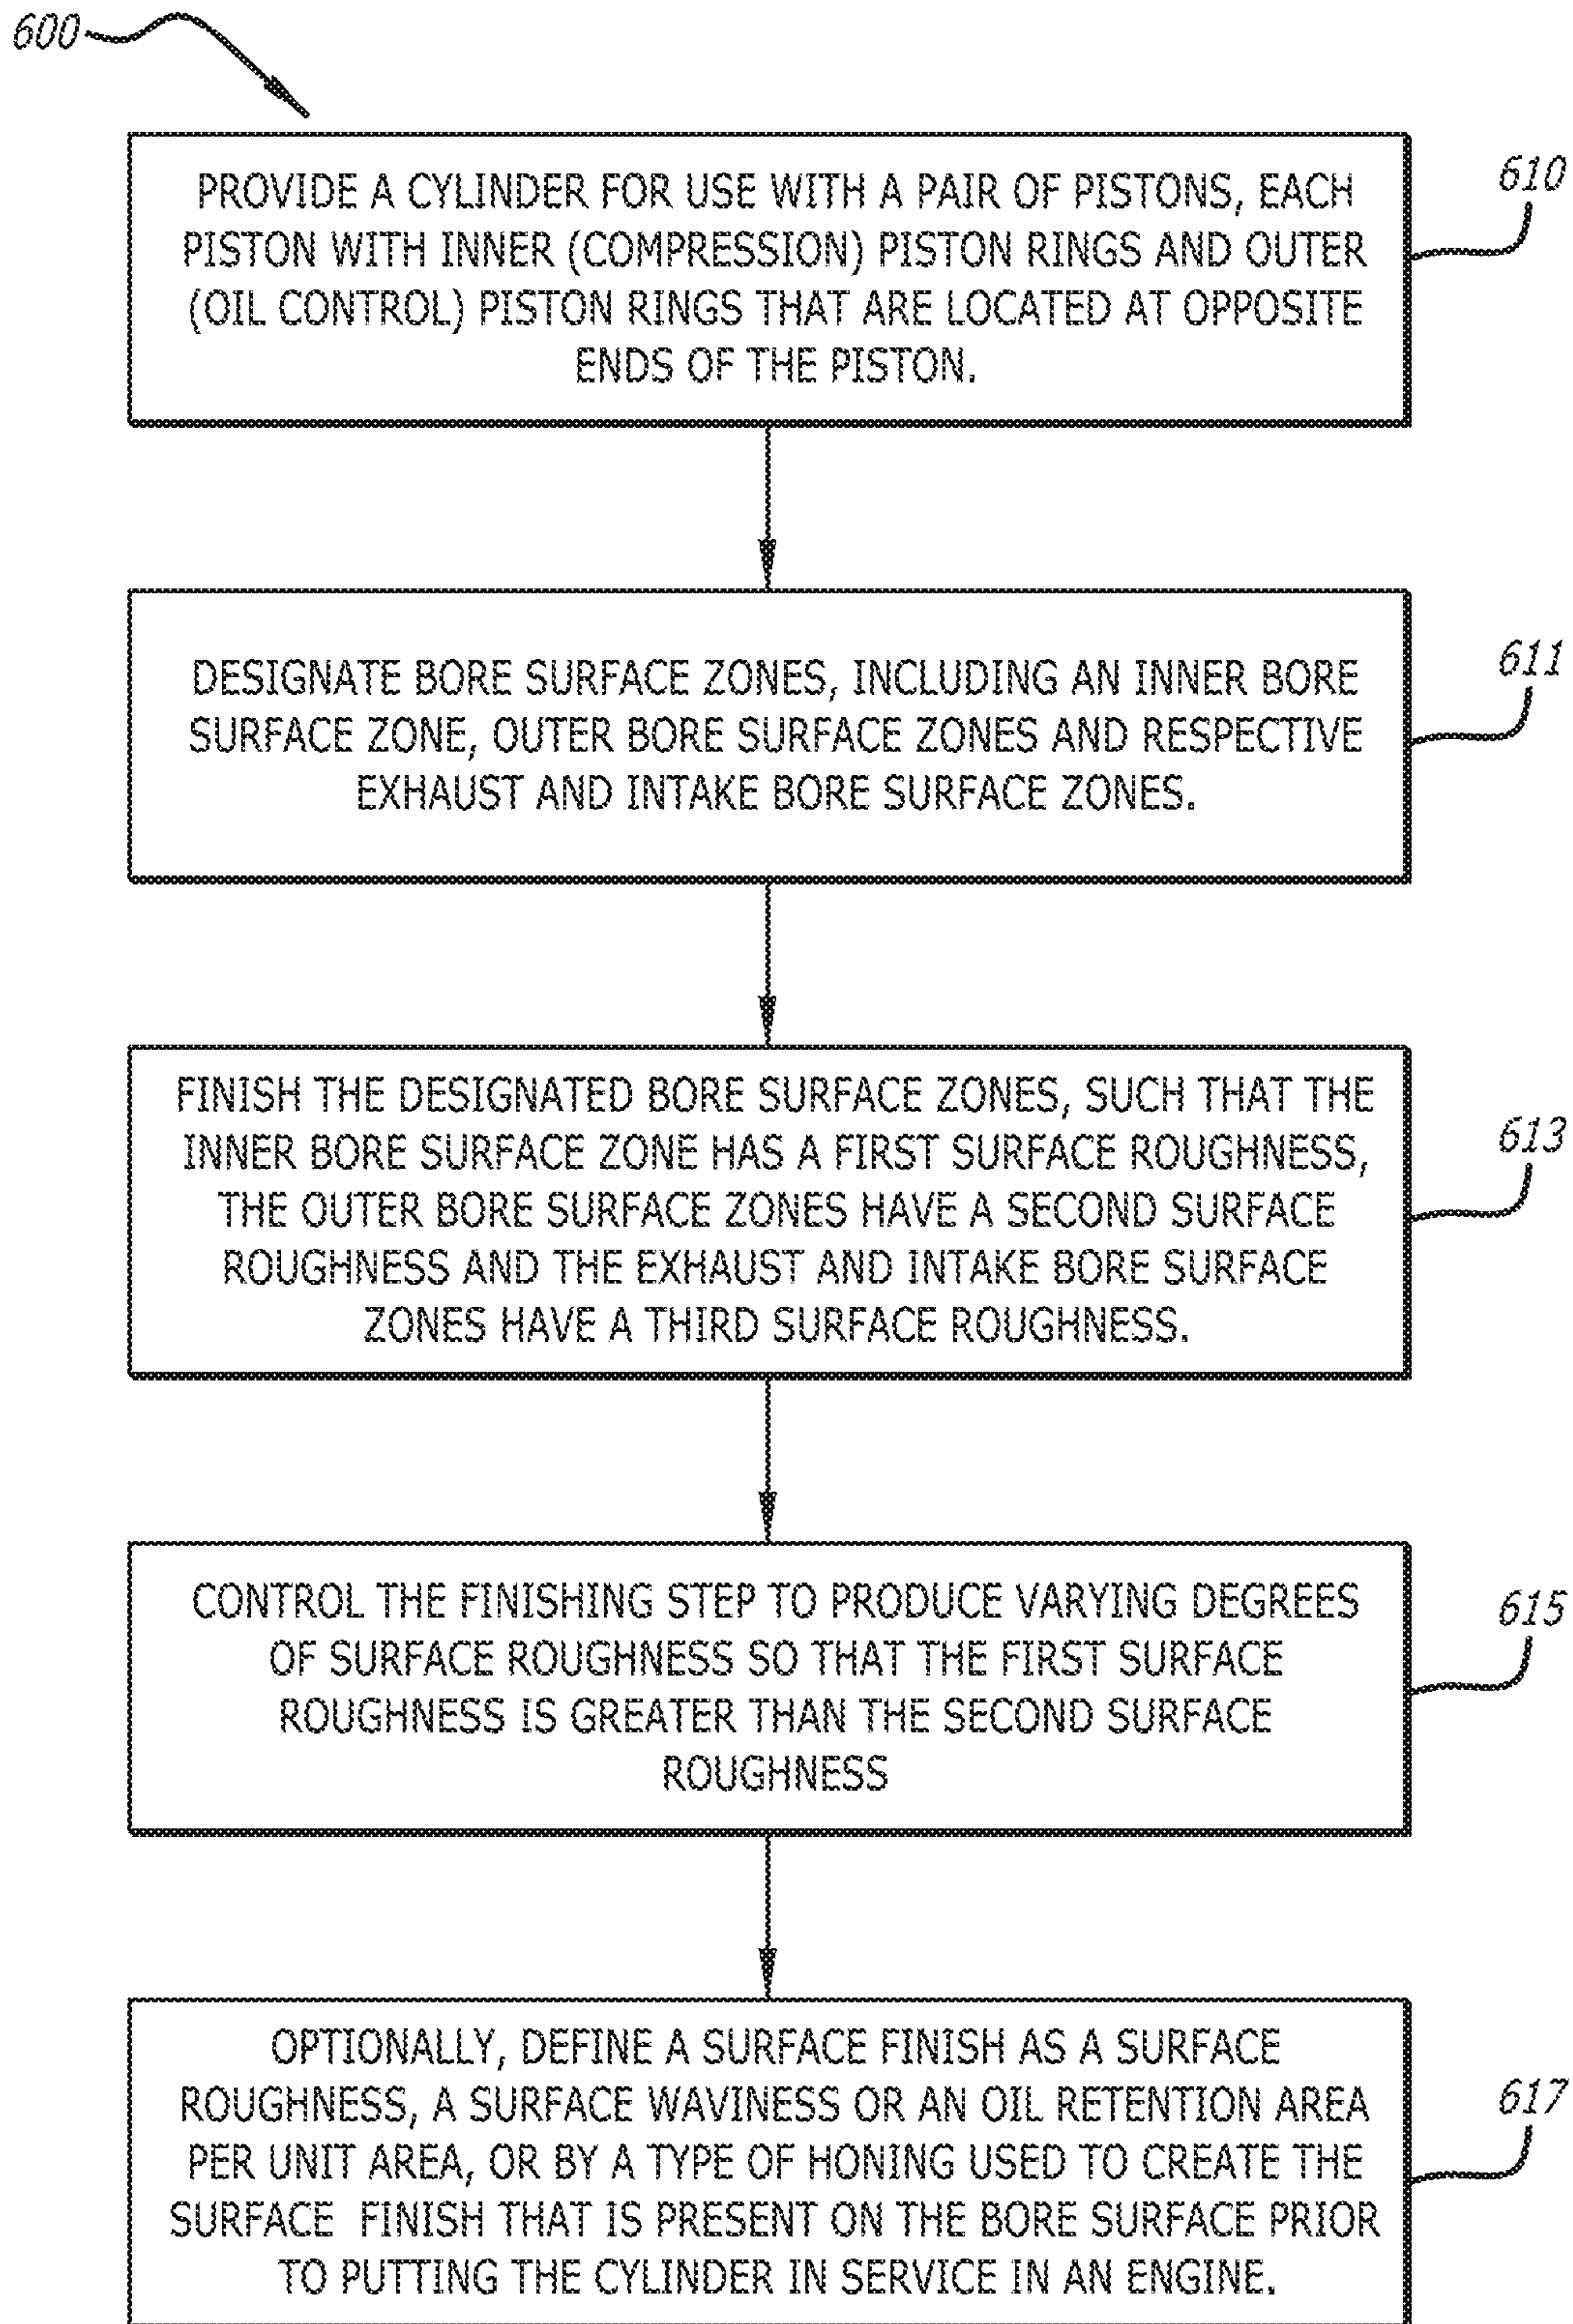 600
PROVIDE A CYLINDER FOR USE WITH A PAIR OF PISTONS, EACH
PISTON WITH INNER (COMPRESSION) PISTON RINGS AND OUTER
(OIL CONTROL) PISTON RINGS THAT ARE LOCATED AT OPPOSITE
ENDS OF THE PISTON.
610
DESIGNATE BORE SURFACE ZONES, INCLUDING AN INNER BORE
SURFACE ZONE, OUTER BORE SURFACE ZONES AND RESPECTIVE
EXHAUST AND INTAKE BORE SURFACE ZONES.
611
FINISH THE DESIGNATED BORE SURFACE ZONES, SUCH THAT THE
INNER BORE SURFACE ZONE HAS A FIRST SURFACE ROUGHNESS,
THE OUTER BORE SURFACE ZONES HAVE A SECOND SURFACE
ROUGHNESS AND THE EXHAUST AND INTAKE BORE SURFACE
ZONES HAVE A THIRD SURFACE ROUGHNESS.
613
CONTROL THE FINISHING STEP TO PRODUCE VARYING DEGREES
OF SURFACE ROUGHNESS SO THAT THE FIRST SURFACE
ROUGHNESS IS GREATER THAN THE SECOND SURFACE
ROUGHNESS
615
OPTIONALLY, DEFINE A SURFACE FINISH AS A SURFACE
ROUGHNESS, A SURFACE WAVINESS OR AN OIL RETENTION AREA
PER UNIT AREA, OR BY A TYPE OF HONING USED TO CREATE THE
SURFACE FINISH THAT IS PRESENT ON THE BORE SURFACE PRIOR
TO PUTTING THE CYLINDER IN SERVICE IN AN ENGINE.
617